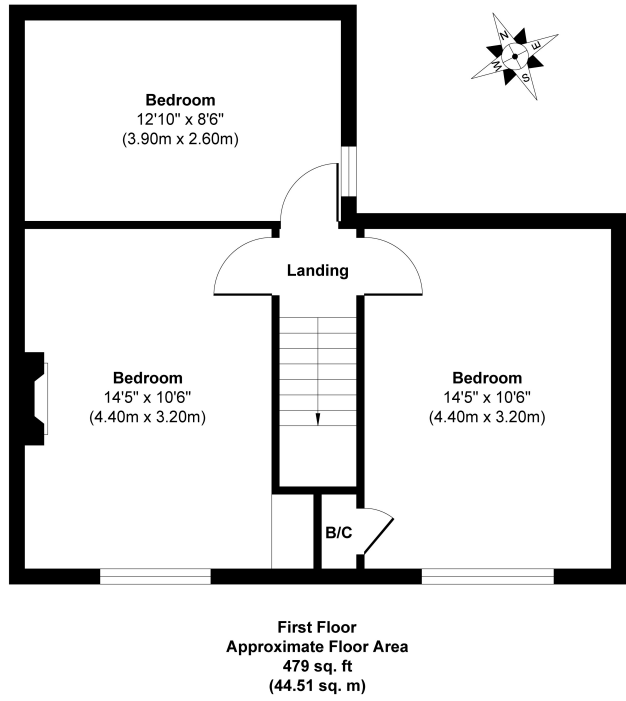 N
E
W
S
Bedroom
12'10" x 8'6"
(3.90m x 2.60m)
Landing
Bedroom
14'5" x 10'6"
(4.40m x 3.20m)
Bedroom
14'5" x 10'6"
(4.40m x 3.20m)
B/C
First Floor
Approximate Floor Area
479 sq. ft
(44.51 sq. m)